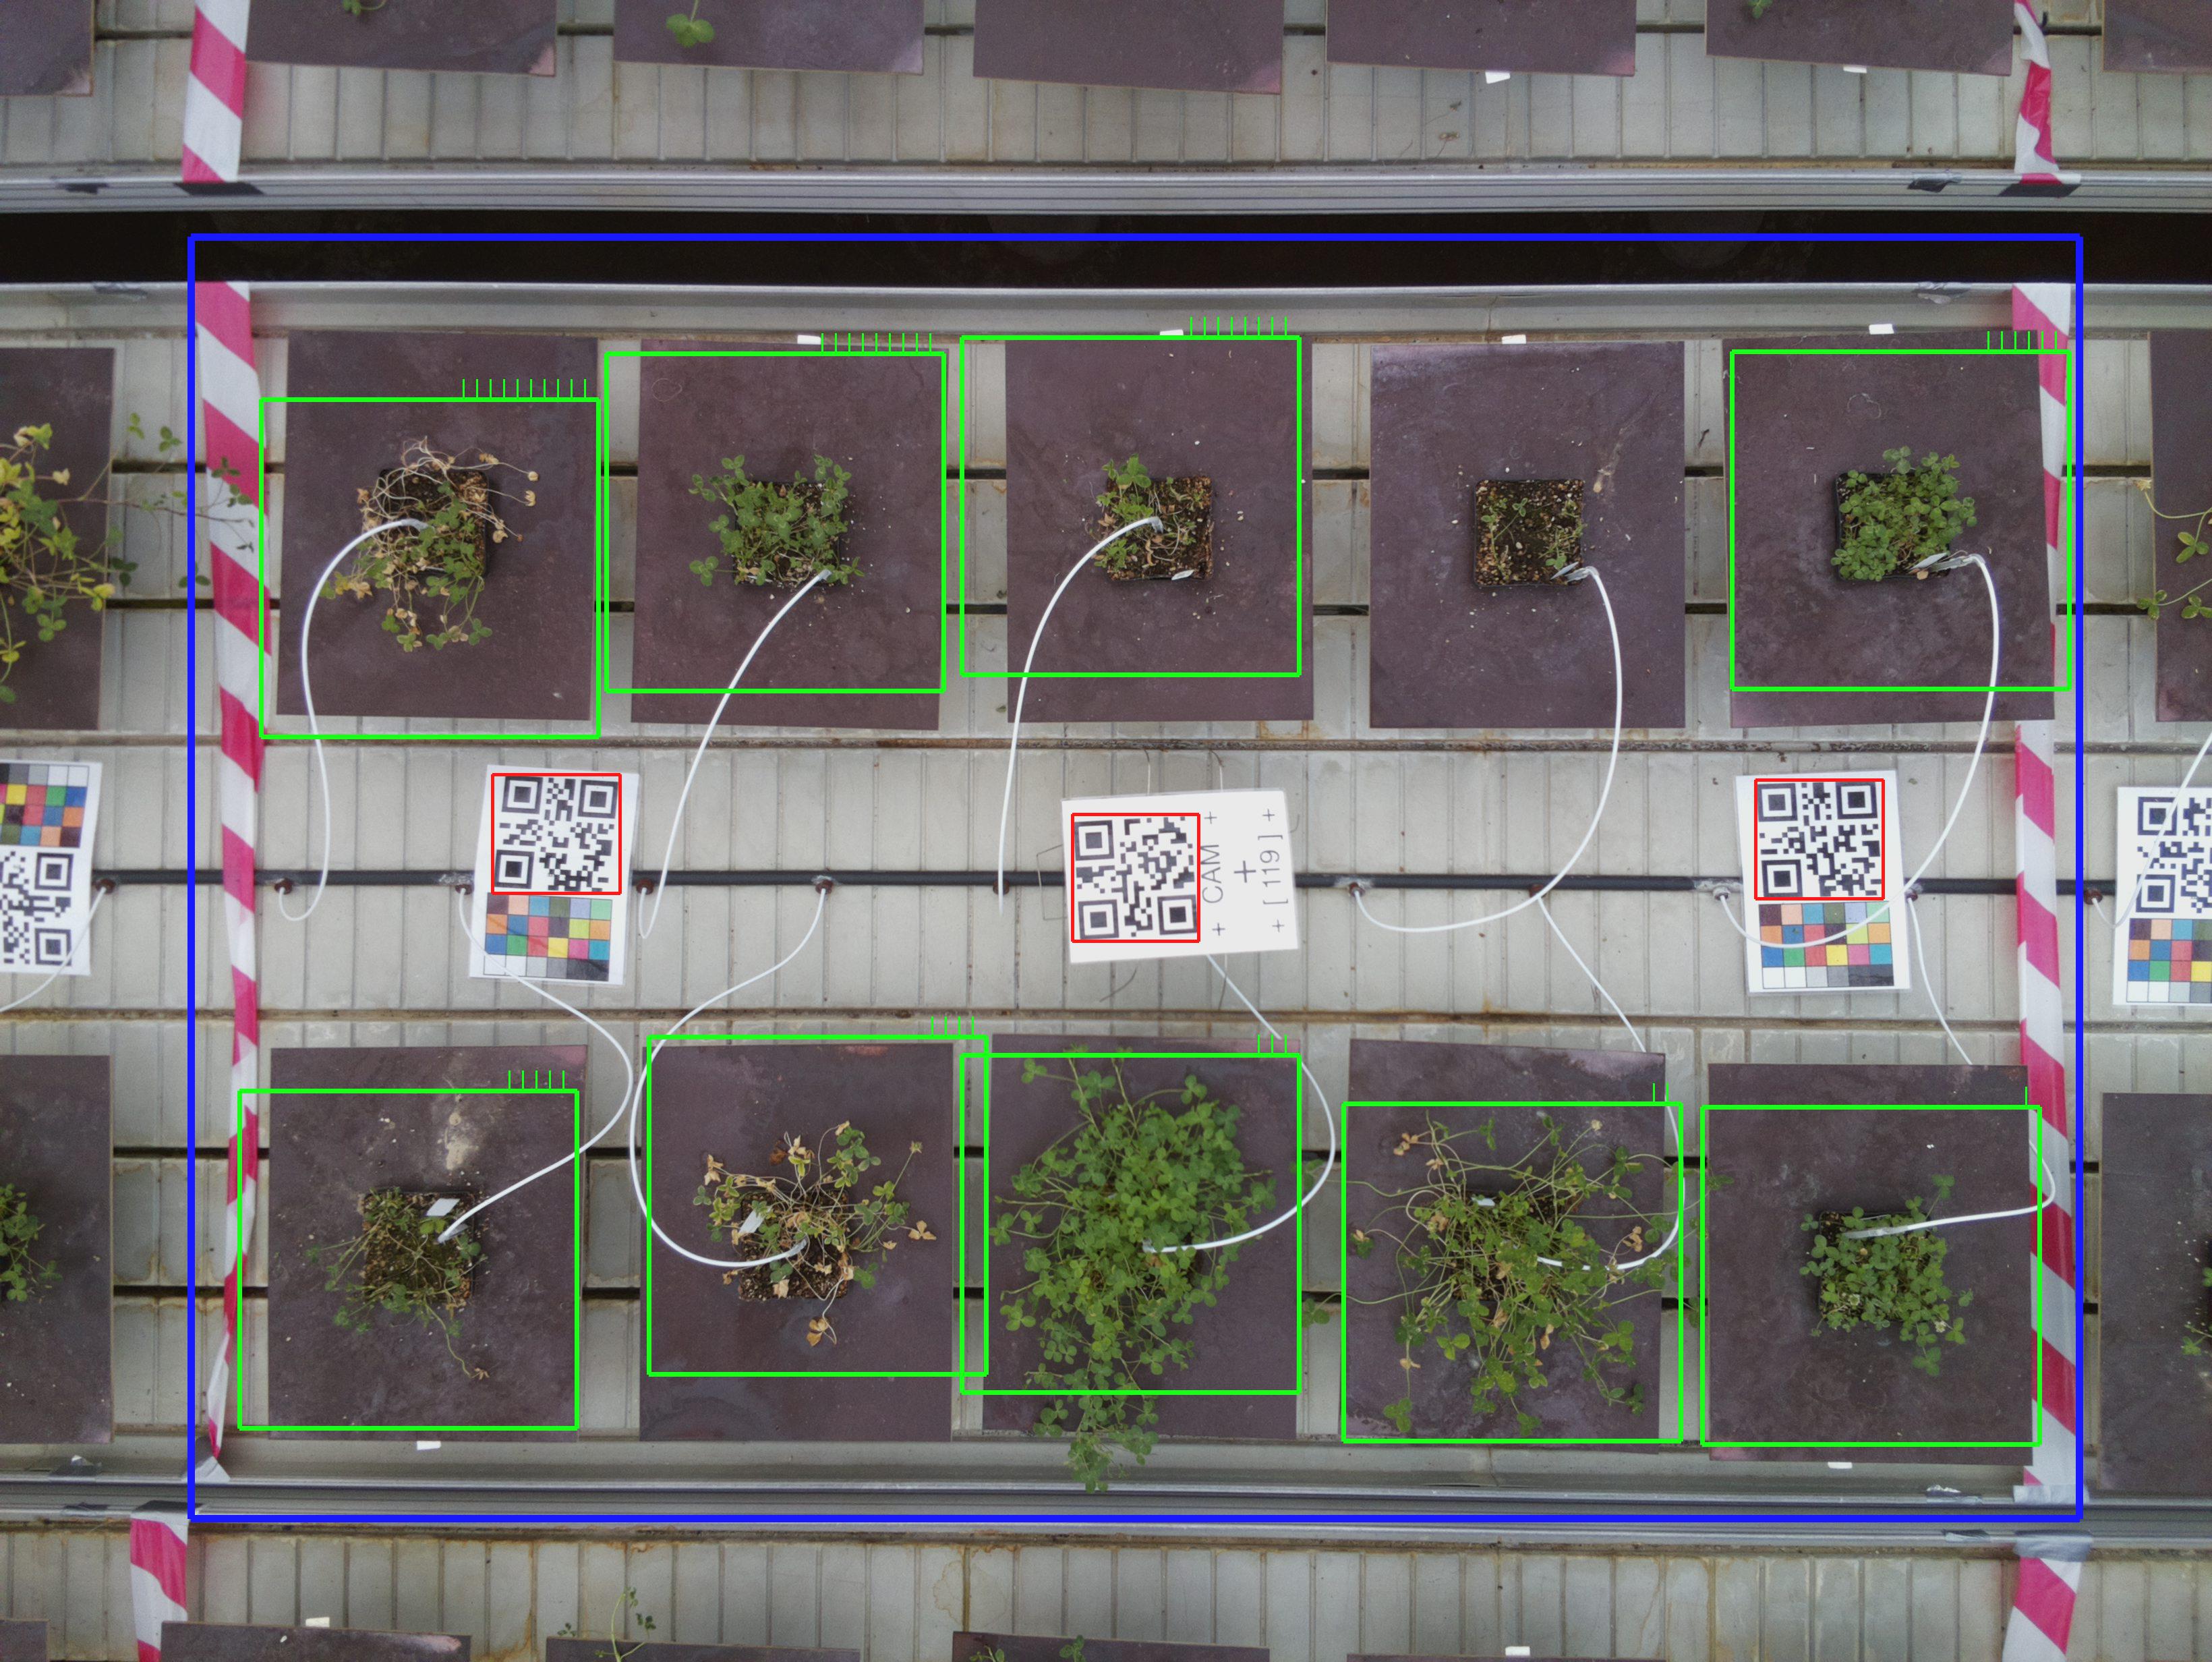 + CAM +
+
+ [ 119 ] +